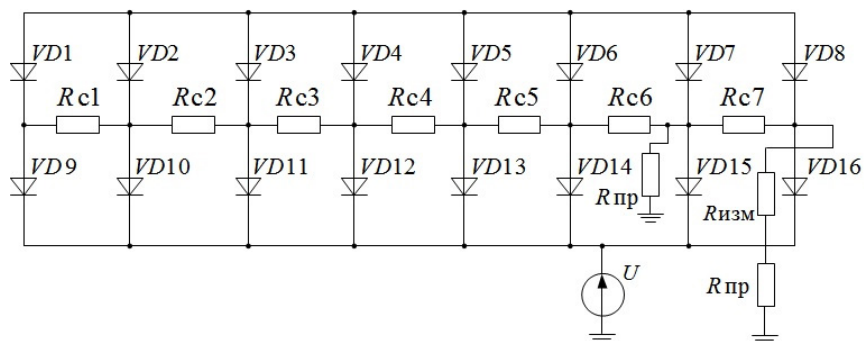 VD1 VD2 VD3 VD4 VD5 VD6 VD7 VD8
Rc1 Rc2 Rc3 Rc4 Rc5 Rc6 Rc7
VD9 VD10 VD11 VD12 VD13 VD14 VD15 VD16
Rпр
Rизм
U
Rпр